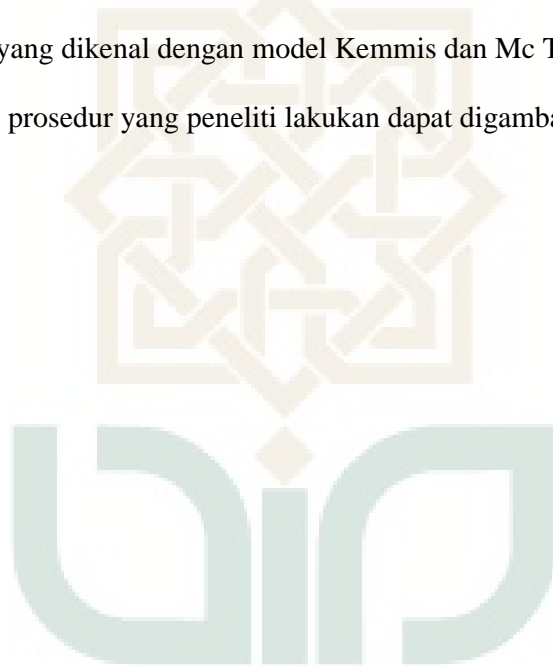 yang dikenal dengan model Kemmis dan Mc T
prosedur yang peneliti lakukan dapat digamba